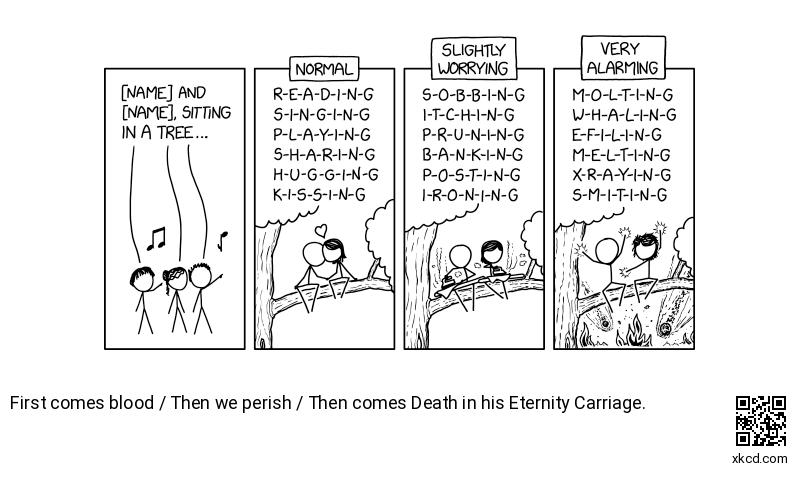 [NAME] AND
[NAME], SITTING
IN A TREE...
NORMAL
R-E-A-D-I-N-G
S-I-N-G-I-N-G
P-L-A-Y-I-N-G
S-H-A-R-I-N-G
H-U-G-G-I-N-G
K-I-S-S-I-N-G
SLIGHTLY
WORRYING
S-O-B-B-I-N-G
I-T-C-H-I-N-G
P-R-U-N-I-N-G
B-A-N-K-I-N-G
P-O-S-T-I-N-G
I-R-O-N-I-N-G
VERY
ALARMING
M-O-L-T-I-N-G
W-H-A-L-I-N-G
E-F-I-L-I-N-G
M-E-L-T-I-N-G
X-R-A-Y-I-N-G
S-M-I-T-I-N-G
First comes blood / Then we perish / Then comes Death in his Eternity Carriage.
xkcd.com